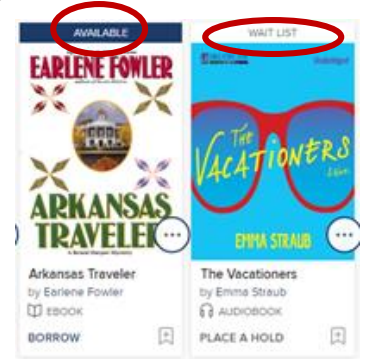 AVAILABLE
EARLENE FOWLER
ARKANSAS
TRAVELER
Arkansas Traveler
by Earlene Fowler
EBOOK
BORROW
WAIT LIST
Unabridged
THE
VACATIONERS
EMMA STRAUB
The Vacationers
by Emma Straub
AUDIOBOOK
PLACE A HOLD